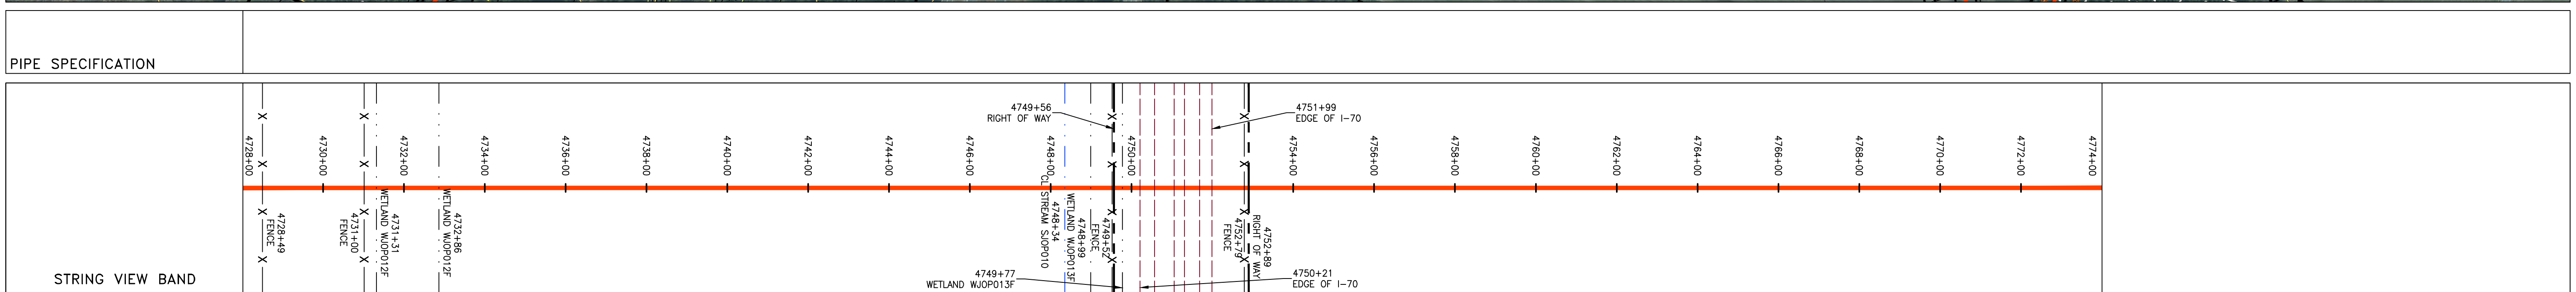 PIPE SPECIFICATION
STRING VIEW BAND
4728+00
4730+00
4732+00
4734+00
4736+00
4738+00
4740+00
4742+00
4744+00
4746+00
4748+00
4750+00
4754+00
4756+00
4758+00
4760+00
4762+00
4764+00
4766+00
4768+00
4770+00
4772+00
4774+00
4749+56
RIGHT OF WAY
4751+99
EDGE OF I-70
4728+49
FENCE
4731+00
FENCE
4731+31
WETLAND WJOP012F
4732+86
WETLAND WJOP012F
4748+34
CL STREAM SJOP010
4748+99
WETLAND WJOP013F
4749+52
FENCE
4749+77
WETLAND WJOP013F
4750+21
EDGE OF I-70
4752+79
FENCE
4752+89
RIGHT OF WAY